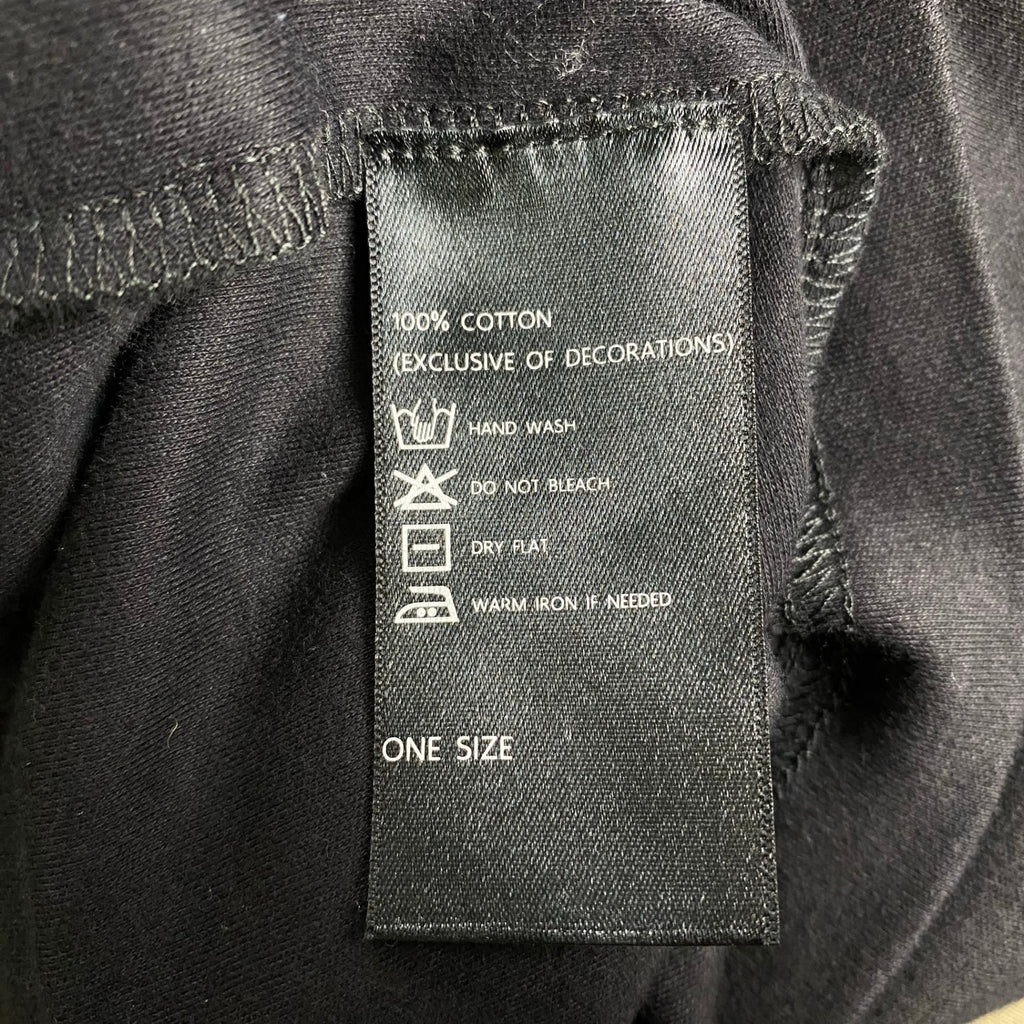 100% COTTON
(EXCLUSIVE OF DECORATIONS)
HAND WASH
DO NOT BLEACH
DRY FLAT
WARM IRON IF NEEDED
ONE SIZE